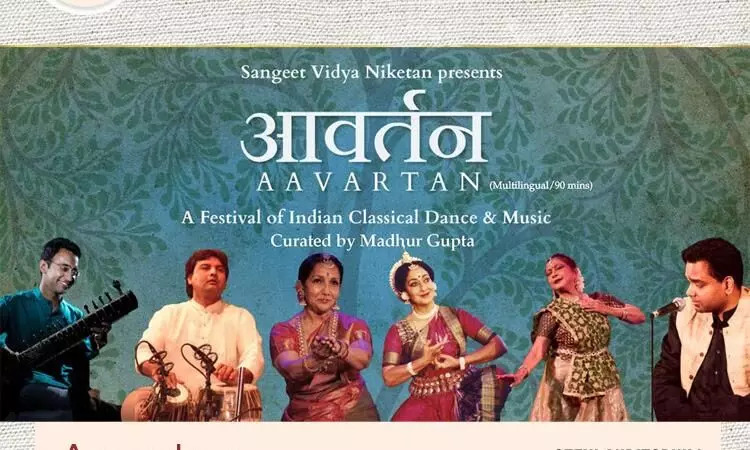 Sangeet Vidya Niketan presents
आवर्तन
AAVARTAN (Multilingual/90 mins)
A Festival of Indian Classical Dance & Music
Curated by Madhur Gupta